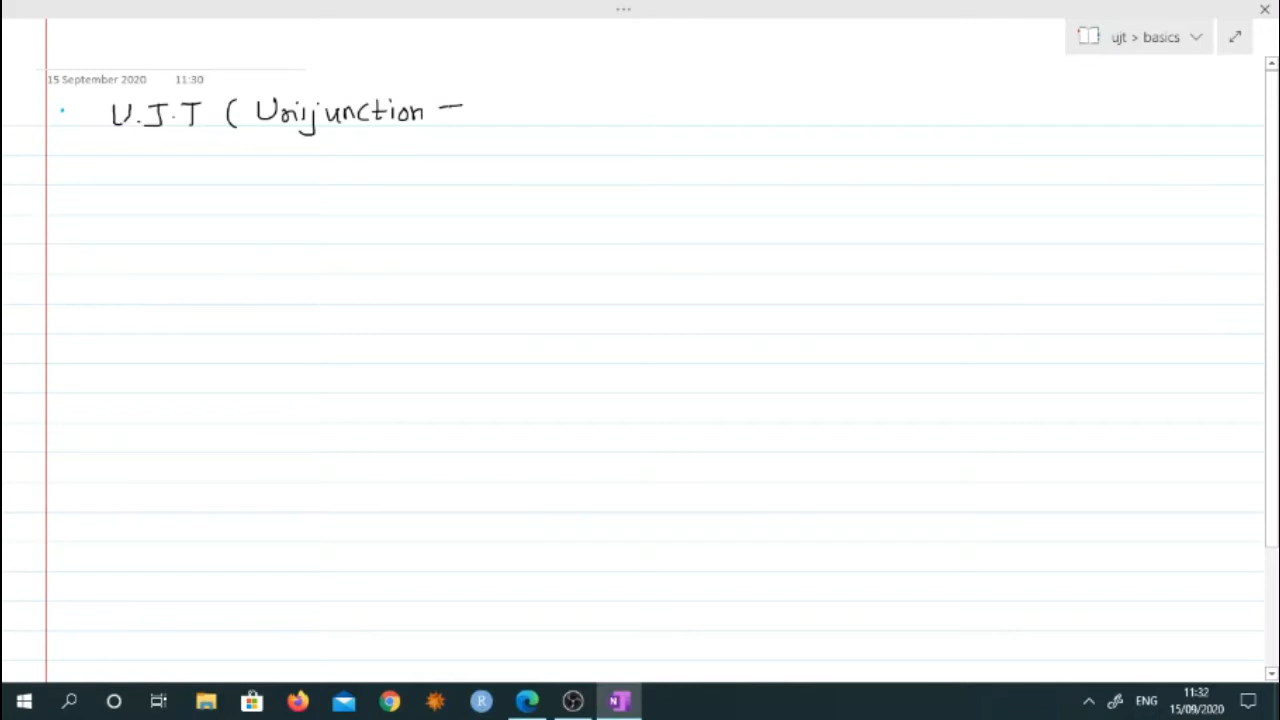 ujt > basics
15 September 2020 11:30
U.J.T ( Unijunction –
ENG
11:32
15/09/2020